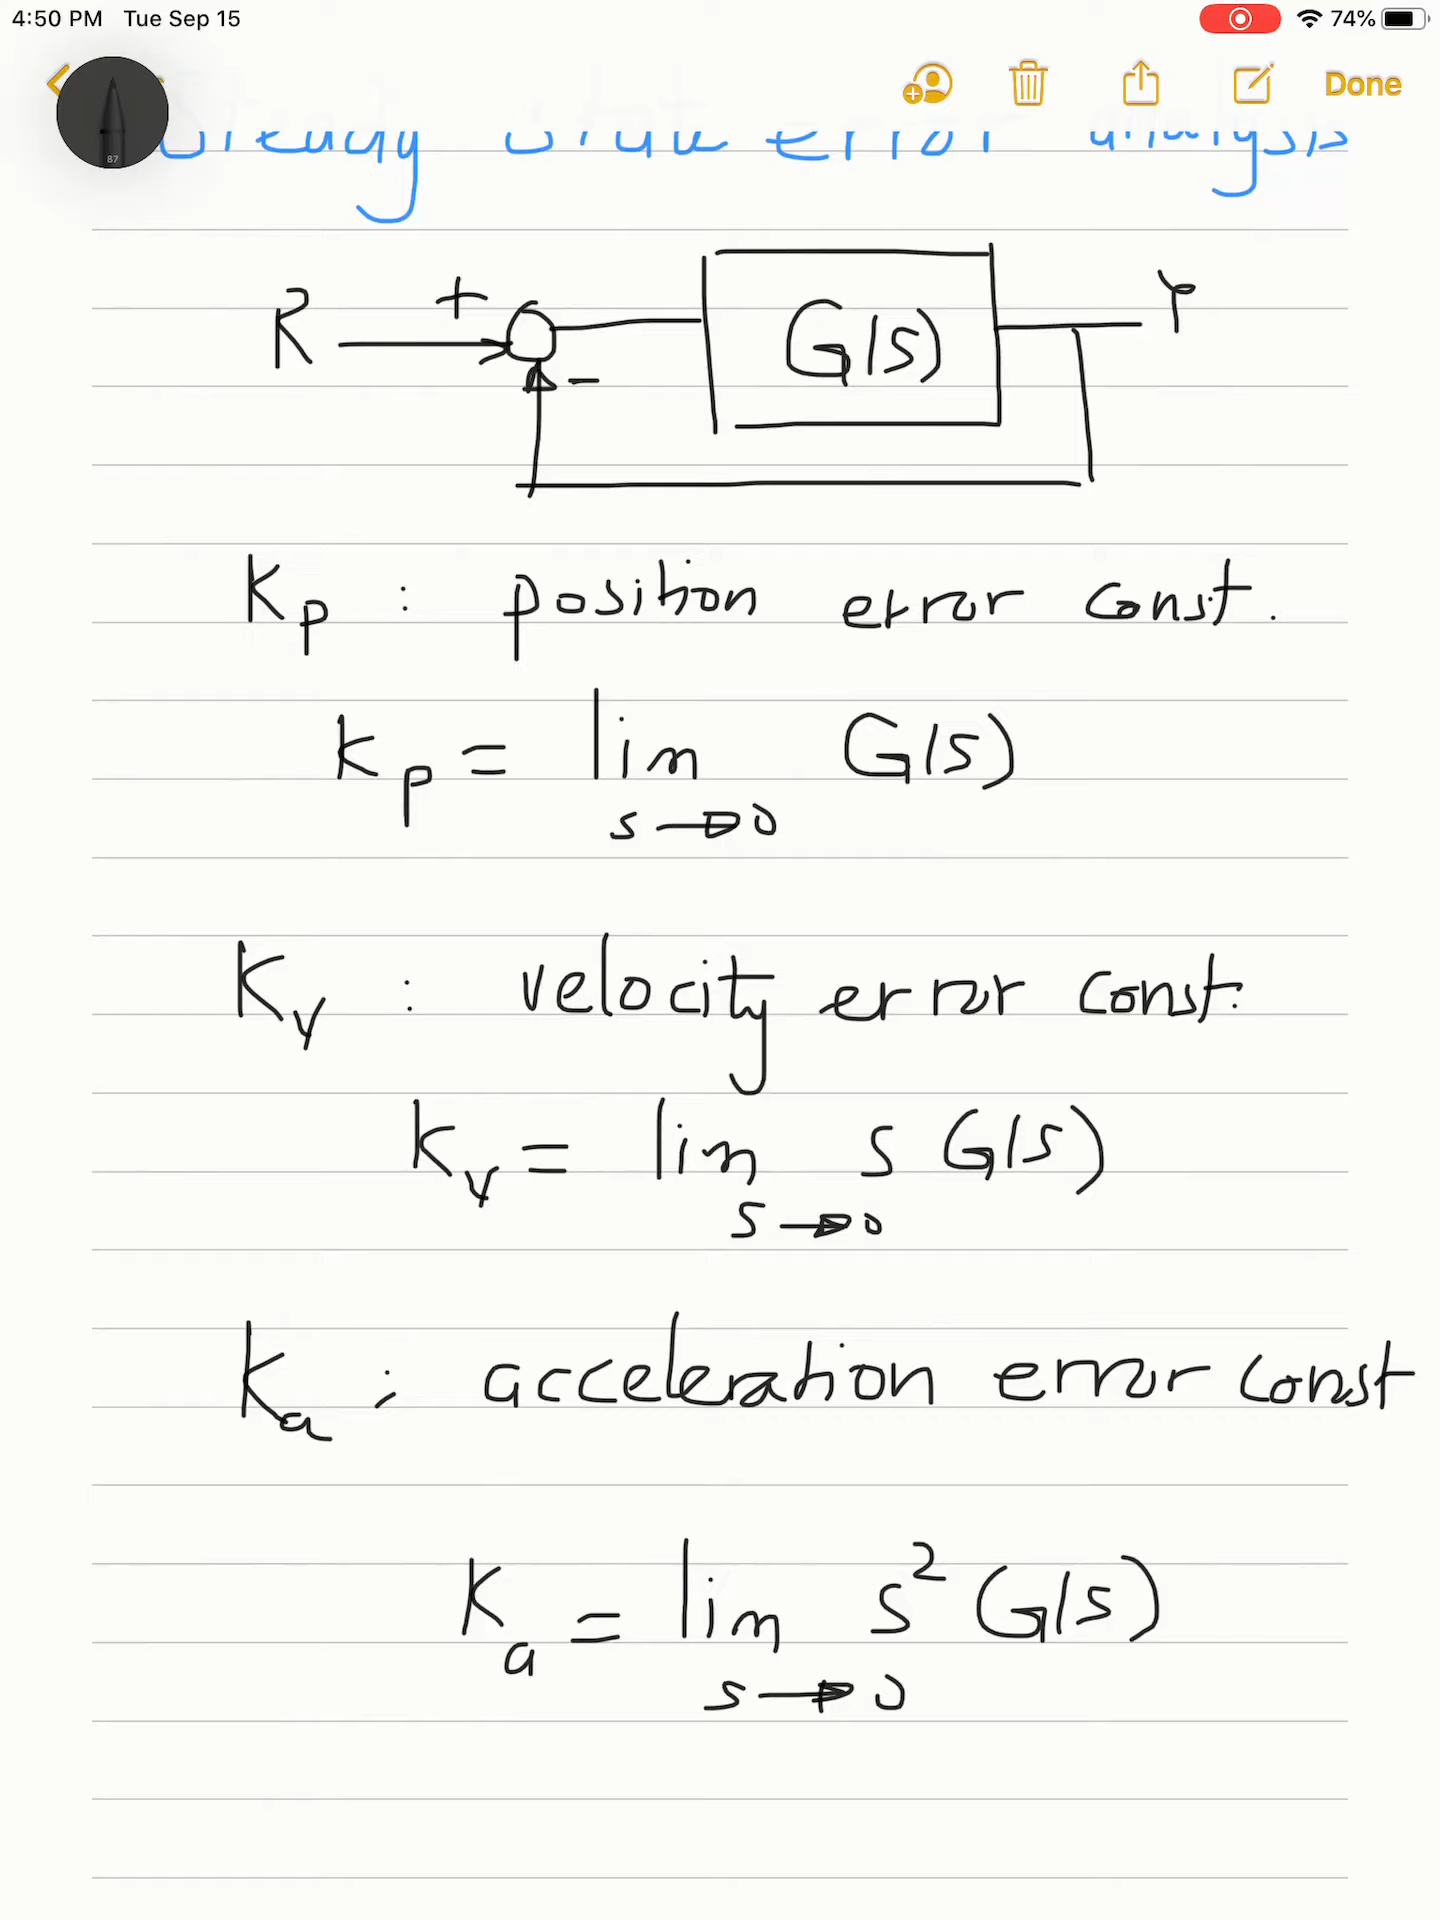 4:50 PM Tue Sep 15 74%
Done
87
Steady state error analysis
R + - G(s) Y
Kp : position error const.
Kp = lim G(s)
s → 0
Kv : velocity error const.
Kv = lim s G(s)
s → 0
Ka : acceleration error const
Ka = lim s² G(s)
s → 0